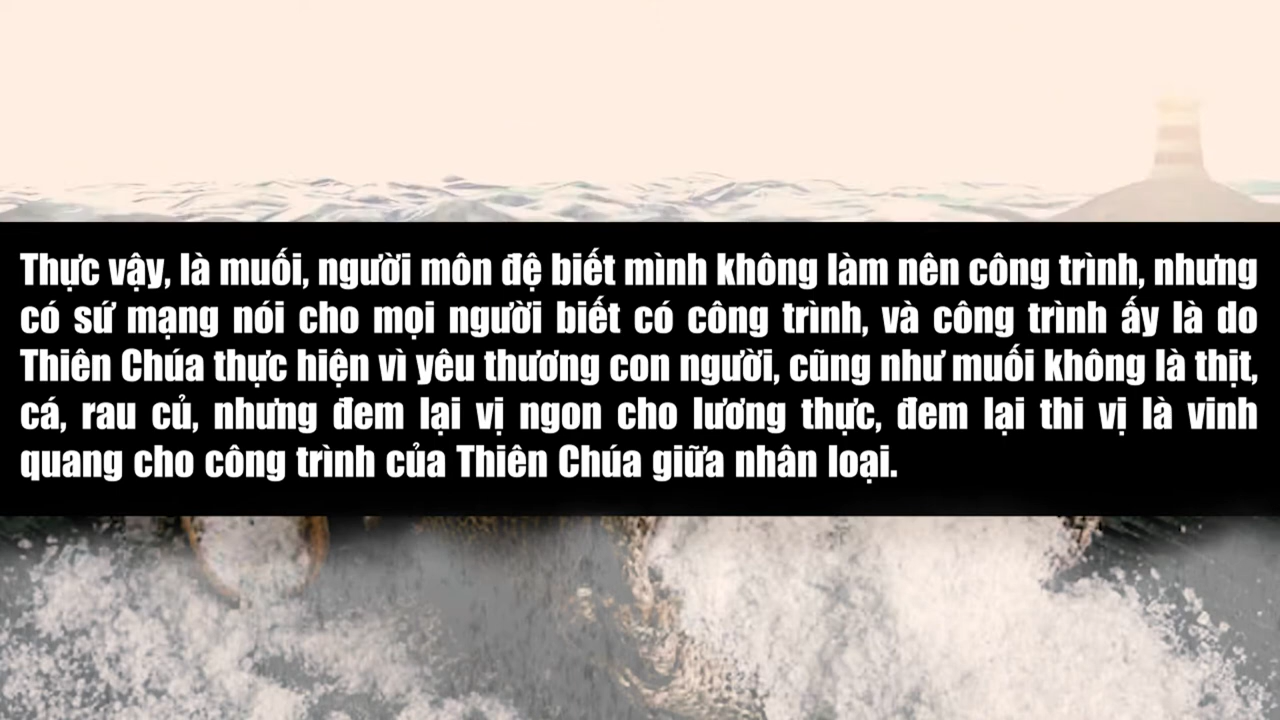 Thực vậy, là muối, người môn đệ biết mình không làm nên công trình, nhưng
có sứ mạng nói cho mọi người biết có công trình, và công trình ấy là do
Thiên Chúa thực hiện vì yêu thương con người, cũng như muối không là thịt,
cá, rau củ, nhưng đem lại vị ngon cho lương thực, đem lại thi vị là vinh
quang cho công trình của Thiên Chúa giữa nhân loại.